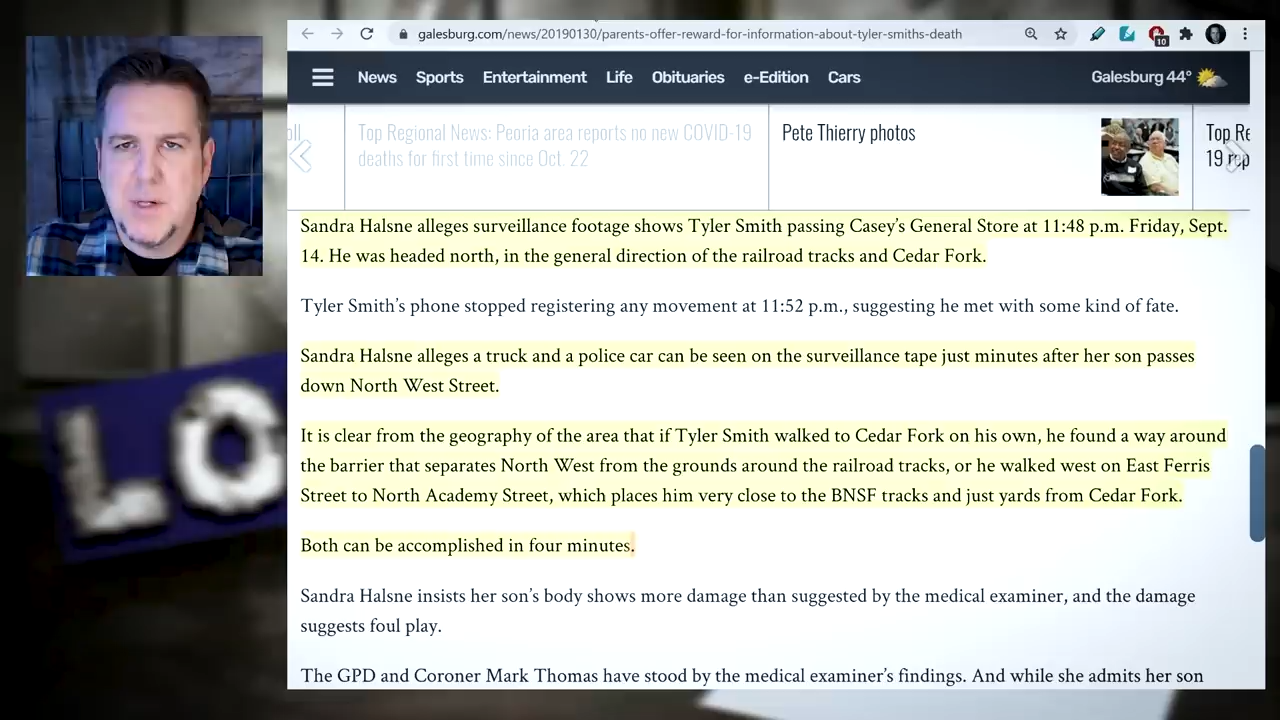 galesburg.com/news/20190130/parents-offer-reward-for-information-about-tyler-smiths-death
10
News Sports Entertainment Life Obituaries e-Edition Cars
Galesburg 44°
oll
Top Regional News: Peoria area reports no new COVID-19
deaths for first time since Oct. 22
Pete Thierry photos
Top Re
19 rep
Sandra Halsne alleges surveillance footage shows Tyler Smith passing Casey's General Store at 11:48 p.m. Friday, Sept.
14. He was headed north, in the general direction of the railroad tracks and Cedar Fork.
Tyler Smith's phone stopped registering any movement at 11:52 p.m., suggesting he met with some kind of fate.
Sandra Halsne alleges a truck and a police car can be seen on the surveillance tape just minutes after her son passes
down North West Street.
It is clear from the geography of the area that if Tyler Smith walked to Cedar Fork on his own, he found a way around
the barrier that separates North West from the grounds around the railroad tracks, or he walked west on East Ferris
Street to North Academy Street, which places him very close to the BNSF tracks and just yards from Cedar Fork.
Both can be accomplished in four minutes.
Sandra Halsne insists her son's body shows more damage than suggested by the medical examiner, and the damage
suggests foul play.
The GPD and Coroner Mark Thomas have stood by the medical examiner's findings. And while she admits her son
LO